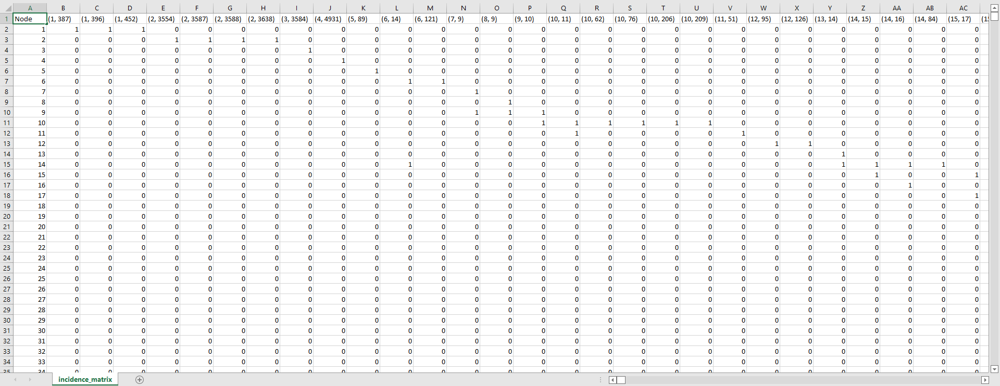 A B C D E F G H I J K L M N O P Q R S T U V W X Y Z AA AB AC
1 Node (1, 387) (1, 396) (1, 452) (2, 3554) (2, 3587) (2, 3588) (2, 3638) (3, 3584) (4, 4931) (5, 89) (6, 14) (6, 121) (7, 9) (8, 9) (9, 10) (10, 11) (10, 62) (10, 76) (10, 206) (10, 209) (11, 51) (12, 95) (12, 126) (13, 14) (14, 15) (14, 16) (14, 84) (15, 17)
2 1 1 1 1 0 0 0 0 0 0 0 0 0 0 0 0 0 0 0 0 0 0 0 0 0 0 0 0 0
3 2 0 0 0 1 1 1 1 0 0 0 0 0 0 0 0 0 0 0 0 0 0 0 0 0 0 0 0 0
4 3 0 0 0 0 0 0 0 1 0 0 0 0 0 0 0 0 0 0 0 0 0 0 0 0 0 0 0 0
5 4 0 0 0 0 0 0 0 0 1 0 0 0 0 0 0 0 0 0 0 0 0 0 0 0 0 0 0 0
6 5 0 0 0 0 0 0 0 0 0 1 0 0 0 0 0 0 0 0 0 0 0 0 0 0 0 0 0 0
7 6 0 0 0 0 0 0 0 0 0 0 1 1 0 0 0 0 0 0 0 0 0 0 0 0 0 0 0 0
8 7 0 0 0 0 0 0 0 0 0 0 0 0 1 0 0 0 0 0 0 0 0 0 0 0 0 0 0 0
9 8 0 0 0 0 0 0 0 0 0 0 0 0 0 1 0 0 0 0 0 0 0 0 0 0 0 0 0 0
10 9 0 0 0 0 0 0 0 0 0 0 0 0 1 1 1 0 0 0 0 0 0 0 0 0 0 0 0 0
11 10 0 0 0 0 0 0 0 0 0 0 0 0 0 0 1 1 1 1 1 1 0 0 0 0 0 0 0 0
12 11 0 0 0 0 0 0 0 0 0 0 0 0 0 0 0 1 0 0 0 0 1 0 0 0 0 0 0 0
13 12 0 0 0 0 0 0 0 0 0 0 0 0 0 0 0 0 0 0 0 0 0 1 1 0 0 0 0 0
14 13 0 0 0 0 0 0 0 0 0 0 0 0 0 0 0 0 0 0 0 0 0 0 0 1 0 0 0 0
15 14 0 0 0 0 0 0 0 0 0 0 1 0 0 0 0 0 0 0 0 0 0 0 0 1 1 1 1 0
16 15 0 0 0 0 0 0 0 0 0 0 0 0 0 0 0 0 0 0 0 0 0 0 0 0 1 0 0 1
17 16 0 0 0 0 0 0 0 0 0 0 0 0 0 0 0 0 0 0 0 0 0 0 0 0 0 1 0 0
18 17 0 0 0 0 0 0 0 0 0 0 0 0 0 0 0 0 0 0 0 0 0 0 0 0 0 0 0 1
19 18 0 0 0 0 0 0 0 0 0 0 0 0 0 0 0 0 0 0 0 0 0 0 0 0 0 0 0 0
20 19 0 0 0 0 0 0 0 0 0 0 0 0 0 0 0 0 0 0 0 0 0 0 0 0 0 0 0 0
21 20 0 0 0 0 0 0 0 0 0 0 0 0 0 0 0 0 0 0 0 0 0 0 0 0 0 0 0 0
22 21 0 0 0 0 0 0 0 0 0 0 0 0 0 0 0 0 0 0 0 0 0 0 0 0 0 0 0 0
23 22 0 0 0 0 0 0 0 0 0 0 0 0 0 0 0 0 0 0 0 0 0 0 0 0 0 0 0 0
24 23 0 0 0 0 0 0 0 0 0 0 0 0 0 0 0 0 0 0 0 0 0 0 0 0 0 0 0 0
25 24 0 0 0 0 0 0 0 0 0 0 0 0 0 0 0 0 0 0 0 0 0 0 0 0 0 0 0 0
26 25 0 0 0 0 0 0 0 0 0 0 0 0 0 0 0 0 0 0 0 0 0 0 0 0 0 0 0 0
27 26 0 0 0 0 0 0 0 0 0 0 0 0 0 0 0 0 0 0 0 0 0 0 0 0 0 0 0 0
28 27 0 0 0 0 0 0 0 0 0 0 0 0 0 0 0 0 0 0 0 0 0 0 0 0 0 0 0 0
29 28 0 0 0 0 0 0 0 0 0 0 0 0 0 0 0 0 0 0 0 0 0 0 0 0 0 0 0 0
30 29 0 0 0 0 0 0 0 0 0 0 0 0 0 0 0 0 0 0 0 0 0 0 0 0 0 0 0 0
31 30 0 0 0 0 0 0 0 0 0 0 0 0 0 0 0 0 0 0 0 0 0 0 0 0 0 0 0 0
32 31 0 0 0 0 0 0 0 0 0 0 0 0 0 0 0 0 0 0 0 0 0 0 0 0 0 0 0 0
33 32 0 0 0 0 0 0 0 0 0 0 0 0 0 0 0 0 0 0 0 0 0 0 0 0 0 0 0 0
34 33 0 0 0 0 0 0 0 0 0 0 0 0 0 0 0 0 0 0 0 0 0 0 0 0 0 0 0 0
incidence_matrix